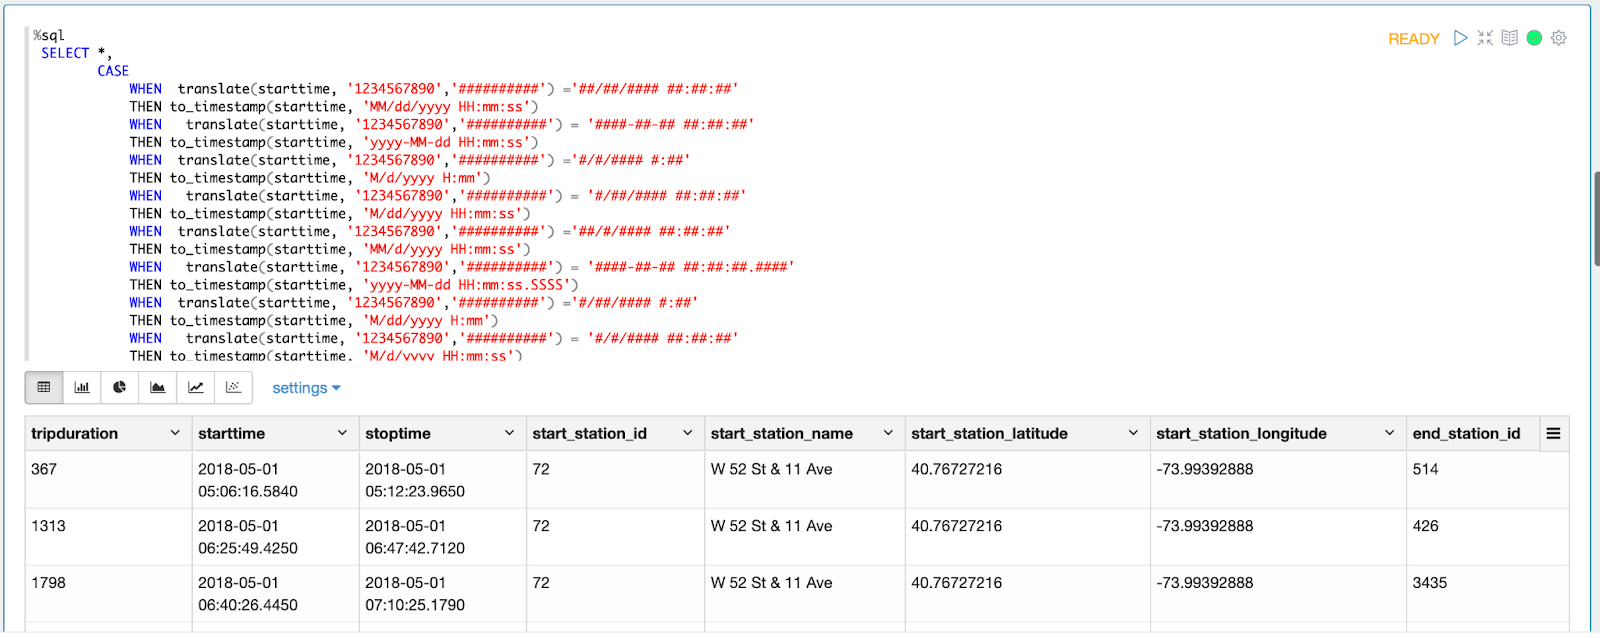 %sql
SELECT *,
CASE
WHEN translate(starttime, '1234567890','##########') ='##/##/#### ##:##:##'
THEN to_timestamp(starttime, 'MM/dd/yyyy HH:mm:ss')
WHEN translate(starttime, '1234567890','##########') = '####-##-## ##:##:##'
THEN to_timestamp(starttime, 'yyyy-MM-dd HH:mm:ss')
WHEN translate(starttime, '1234567890','##########') ='#/#/#### #:##'
THEN to_timestamp(starttime, 'M/d/yyyy H:mm')
WHEN translate(starttime, '1234567890','##########') = '#/##/#### ##:##:##'
THEN to_timestamp(starttime, 'M/dd/yyyy HH:mm:ss')
WHEN translate(starttime, '1234567890','##########') ='##/#/#### ##:##:##'
THEN to_timestamp(starttime, 'MM/d/yyyy HH:mm:ss')
WHEN translate(starttime, '1234567890','##########') = '####-##-## ##:##:##.####'
THEN to_timestamp(starttime, 'yyyy-MM-dd HH:mm:ss.SSSS')
WHEN translate(starttime, '1234567890','##########') ='#/##/#### #:##'
THEN to_timestamp(starttime, 'M/dd/yyyy H:mm')
WHEN translate(starttime, '1234567890','##########') = '#/#/#### ##:##:##'
THEN to_timestamp(starttime, 'M/d/yyyy HH:mm:ss')
READY
settings
tripduration starttime stoptime start_station_id start_station_name start_station_latitude start_station_longitude end_station_id
367 2018-05-01 2018-05-01 72 W 52 St & 11 Ave 40.76727216 -73.99392888 514
05:06:16.5840 05:12:23.9650
1313 2018-05-01 2018-05-01 72 W 52 St & 11 Ave 40.76727216 -73.99392888 426
06:25:49.4250 06:47:42.7120
1798 2018-05-01 2018-05-01 72 W 52 St & 11 Ave 40.76727216 -73.99392888 3435
06:40:26.4450 07:10:25.1790